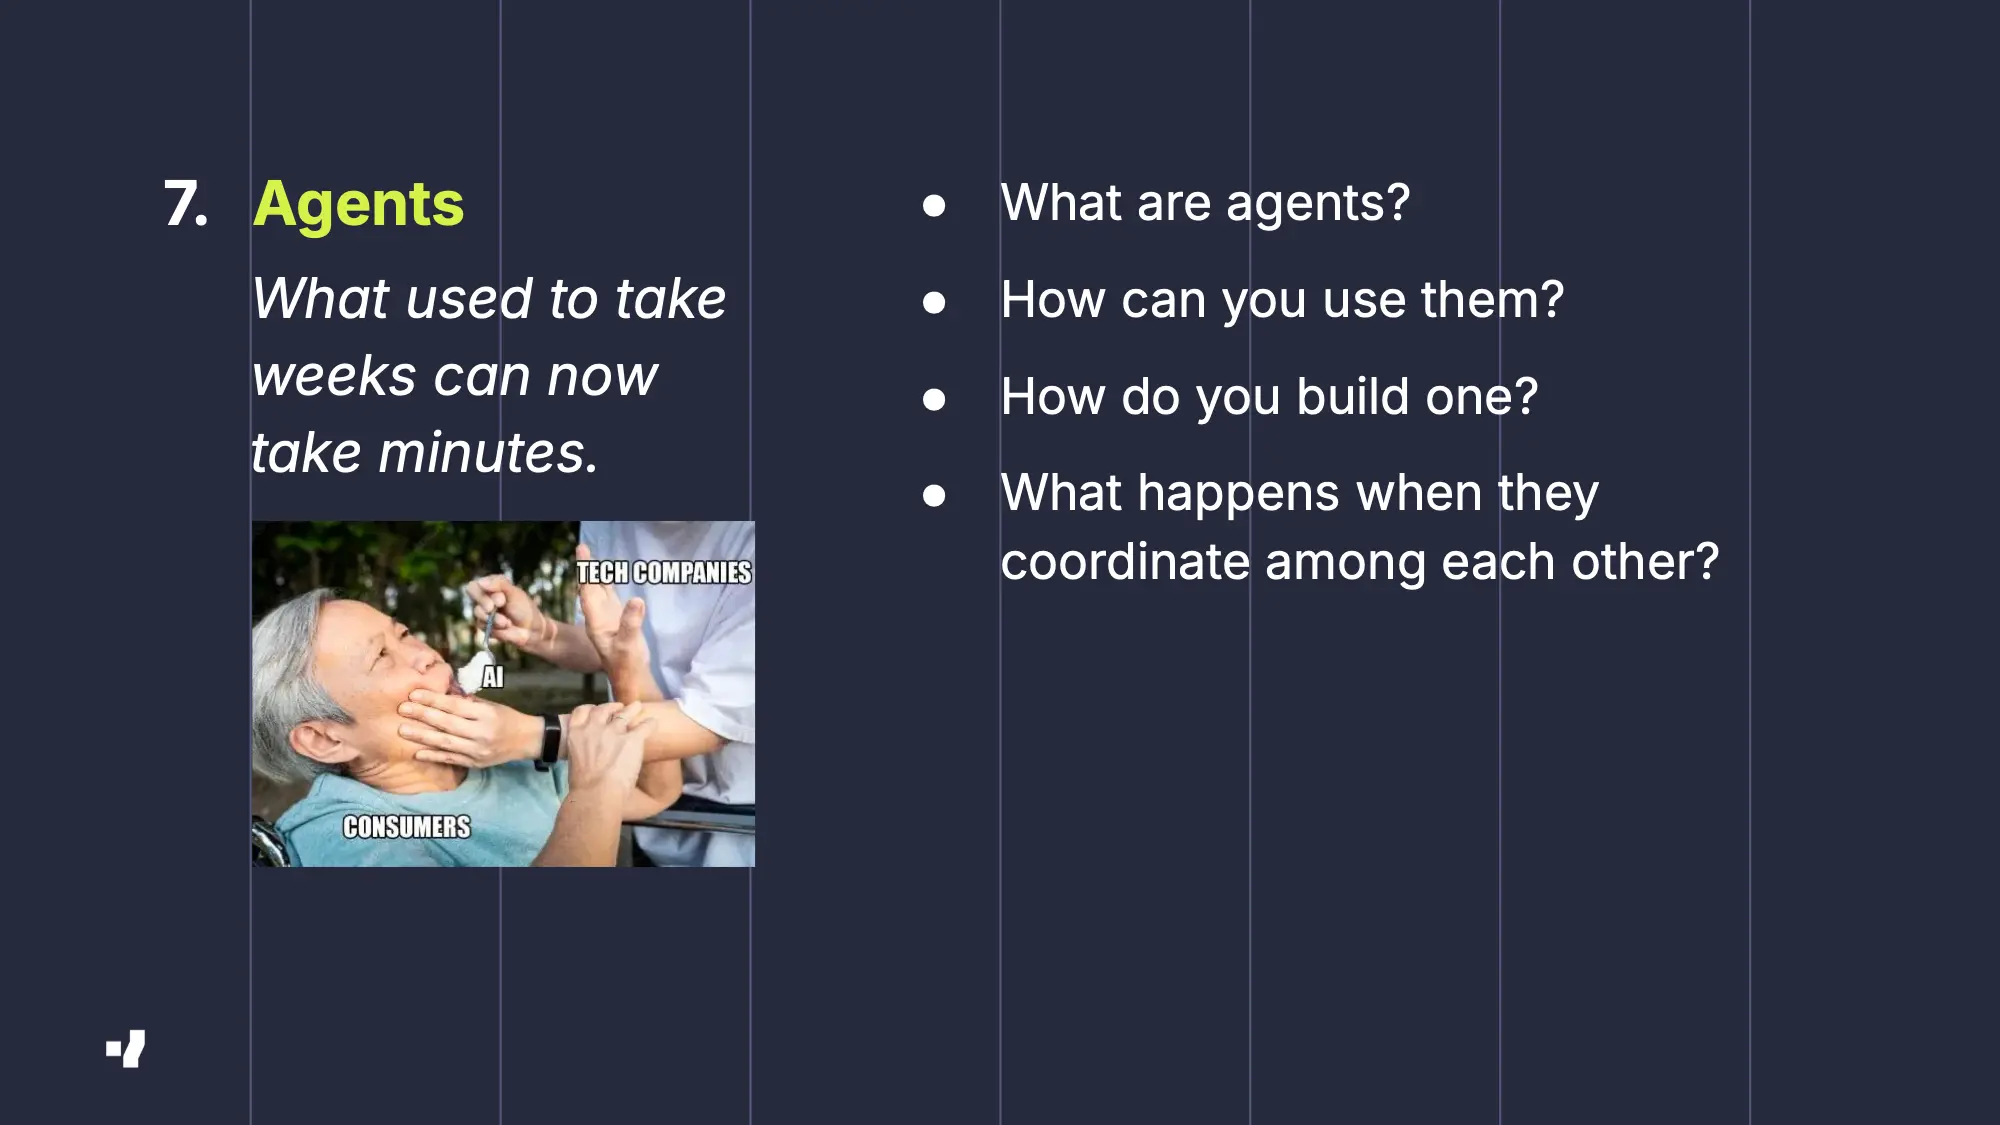 7. Agents
What used to take
weeks can now
take minutes.
TECH COMPANIES
AI
CONSUMERS
● What are agents?
● How can you use them?
● How do you build one?
● What happens when they
coordinate among each other?